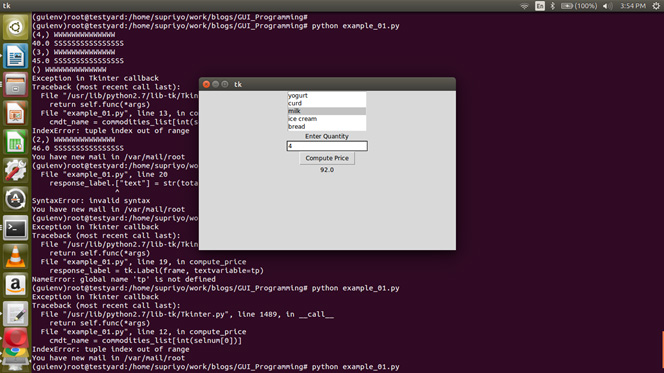 tk
En
(100%)
3:54 PM
(guienv)root@testyard:/home/supriyo/work/blogs/GUI_Programming#
(guienv)root@testyard:/home/supriyo/work/blogs/GUI_Programming# python example_01.py
(4,) WWWWWWWWWWWWWW
40.0 SSSSSSSSSSSSSSSS
(3,) WWWWWWWWWWWWWW
45.0 SSSSSSSSSSSSSSSS
() WWWWWWWWWWWWWW
Exception in Tkinter callback
Traceback (most recent call last):
File "/usr/lib/python2.7/lib-tk/Tkin
return self.func(*args)
File "example_01.py", line 13, in comp
cmdt_name = commodities_list[int(s
IndexError: tuple index out of range
(2,) WWWWWWWWWWWWWW
46.0 SSSSSSSSSSSSSSSS
You have new mail in /var/mail/root
(guienv)root@testyard:/home/supriyo/wo
File "example_01.py", line 20
response_label.["text"] = str(tota
^
SyntaxError: invalid syntax
You have new mail in /var/mail/root
(guienv)root@testyard:/home/supriyo/wo
Exception in Tkinter callback
Traceback (most recent call last):
File "/usr/lib/python2.7/lib-tk/Tkin
return self.func(*args)
File "example_01.py", line 19, in compute_price
response_label = tk.Label(frame, textvariable=tp)
NameError: global name 'tp' is not defined
(guienv)root@testyard:/home/supriyo/work/blogs/GUI_Programming# python example_01.py
Exception in Tkinter callback
Traceback (most recent call last):
File "/usr/lib/python2.7/lib-tk/Tkinter.py", line 1489, in __call__
return self.func(*args)
File "example_01.py", line 12, in compute_price
cmdt_name = commodities_list[int(selnum[0])]
IndexError: tuple index out of range
You have new mail in /var/mail/root
(guienv)root@testyard:/home/supriyo/work/blogs/GUI_Programming# python example_01.py
tk
yogurt
curd
milk
ice cream
bread
Enter Quantity
4
Compute Price
92.0